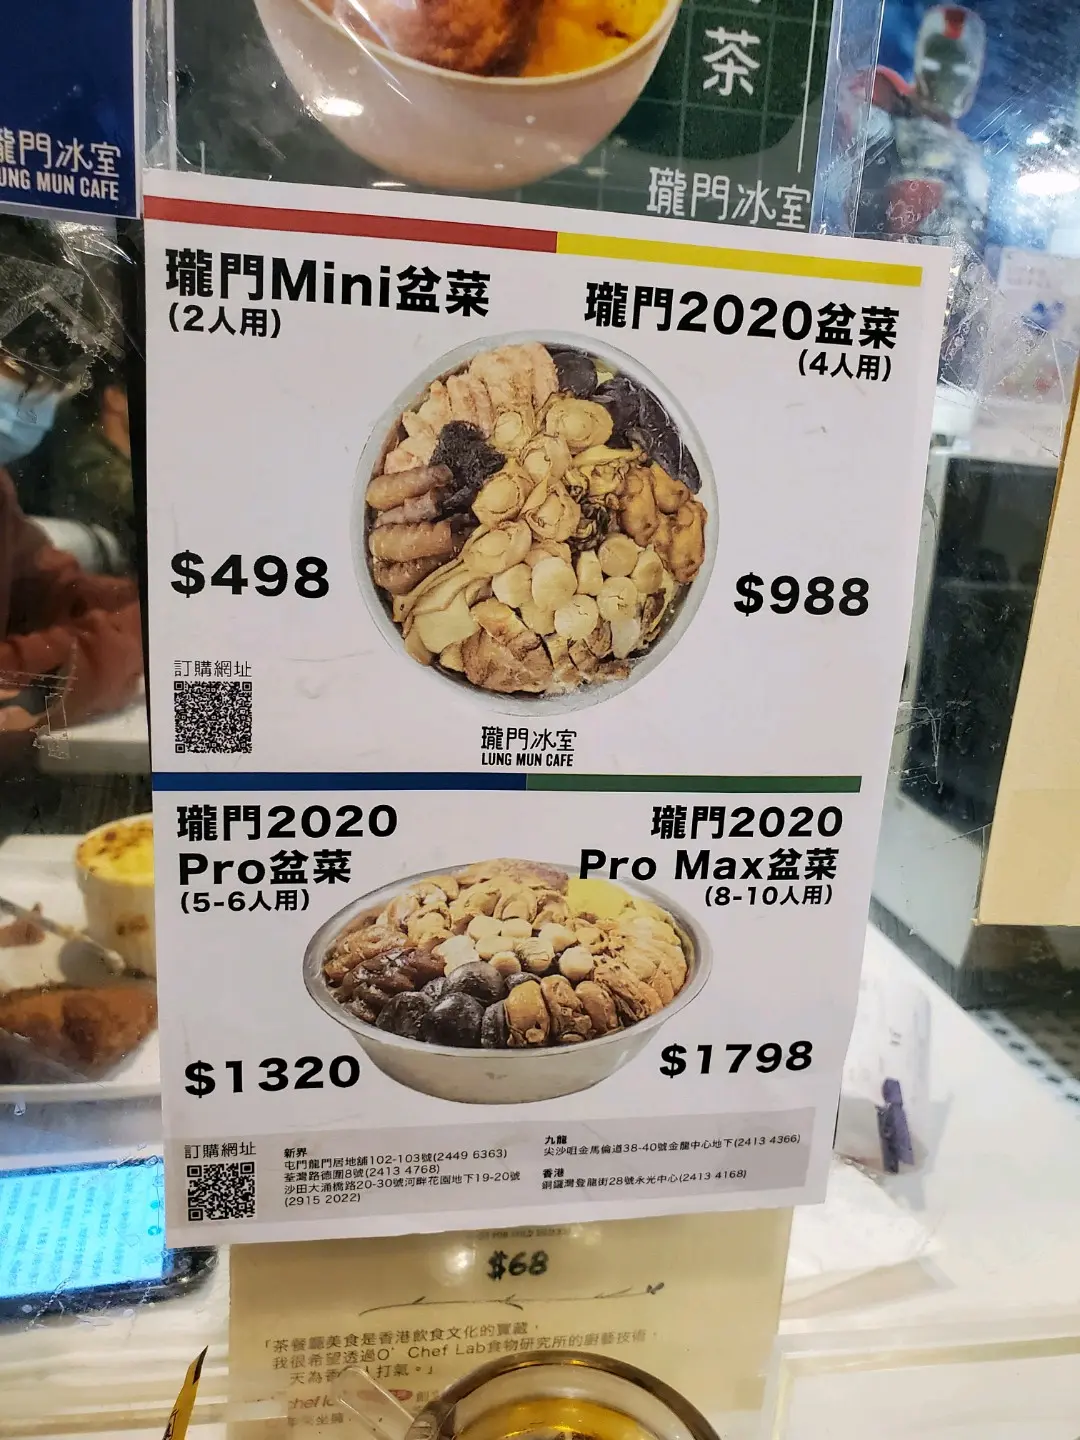 茶
瓏門冰室
龍門冰室
UNG MUN CAFE
瓏門Mini盆菜
(2人用)
瓏門2020盆菜
(4人用)
$498
$988
訂購網址
瓏門冰室
LUNG MUN CAFE
瓏門2020
Pro盆菜
(5-6人用)
瓏門2020
Pro Max盆菜
(8-10人用)
$1320
$1798
訂購網址
新界
屯門龍門居地舖102-103號(2449 6363)
荃灣路德圍8號(2413 4768)
沙田大涌橋路20-30號河畔花園地下19-20號
(2915 2022)
九龍
尖沙咀金馬倫道38-40號金龍中心地下(2413 4366)
香港
銅鑼灣登龍街28號永光中心(2413 4168)
$68
「茶餐廳美食是香港飲食文化的寶藏，
我很希望透過O' Chef Lab食物研究所的廚藝技術，
天為香 人打氣。」